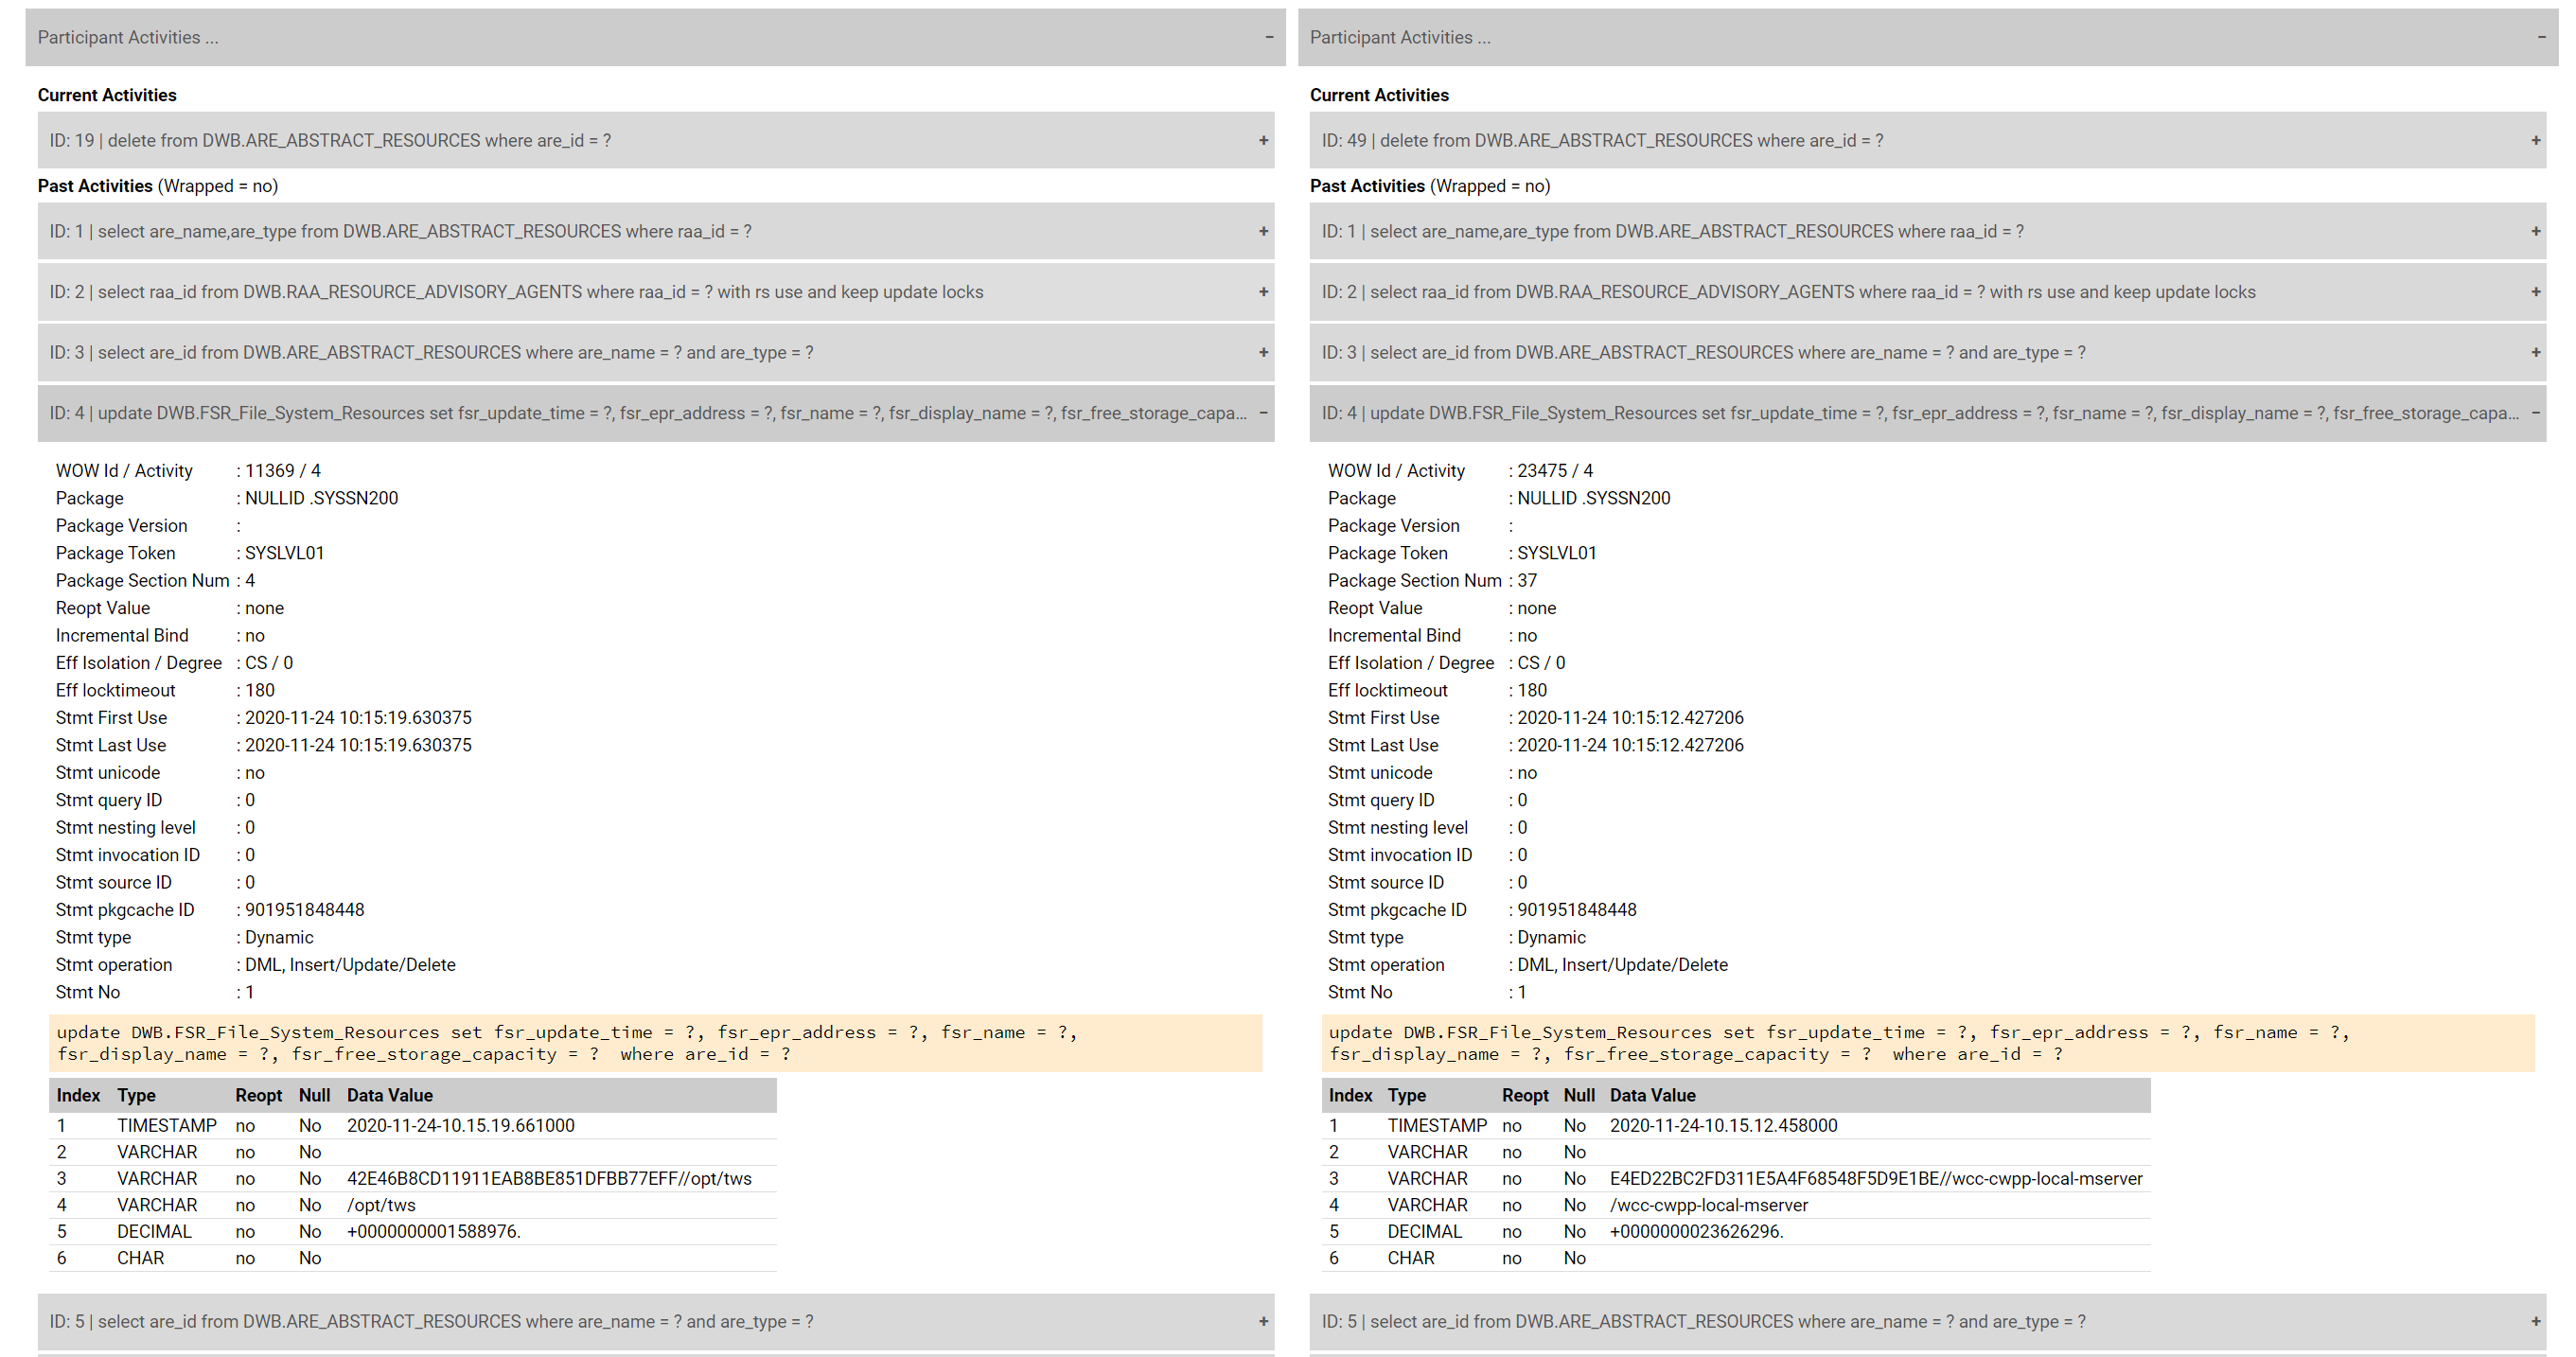 Participant Activities ... −
Current Activities
ID: 19 | delete from DWB.ARE_ABSTRACT_RESOURCES where are_id = ? +
Past Activities (Wrapped = no)
ID: 1 | select are_name,are_type from DWB.ARE_ABSTRACT_RESOURCES where raa_id = ? +
ID: 2 | select raa_id from DWB.RAA_RESOURCE_ADVISORY_AGENTS where raa_id = ? with rs use and keep update locks +
ID: 3 | select are_id from DWB.ARE_ABSTRACT_RESOURCES where are_name = ? and are_type = ? +
ID: 4 | update DWB.FSR_File_System_Resources set fsr_update_time = ?, fsr_epr_address = ?, fsr_name = ?, fsr_display_name = ?, fsr_free_storage_capa... −
WOW Id / Activity : 11369 / 4
Package : NULLID .SYSSN200
Package Version :
Package Token : SYSLVL01
Package Section Num : 4
Reopt Value : none
Incremental Bind : no
Eff Isolation / Degree : CS / 0
Eff locktimeout : 180
Stmt First Use : 2020-11-24 10:15:19.630375
Stmt Last Use : 2020-11-24 10:15:19.630375
Stmt unicode : no
Stmt query ID : 0
Stmt nesting level : 0
Stmt invocation ID : 0
Stmt source ID : 0
Stmt pkgcache ID : 901951848448
Stmt type : Dynamic
Stmt operation : DML, Insert/Update/Delete
Stmt No : 1
update DWB.FSR_File_System_Resources set fsr_update_time = ?, fsr_epr_address = ?, fsr_name = ?,
fsr_display_name = ?, fsr_free_storage_capacity = ?  where are_id = ?
Index Type Reopt Null Data Value
1 TIMESTAMP no No 2020-11-24-10.15.19.661000
2 VARCHAR no No
3 VARCHAR no No 42E46B8CD11911EAB8BE851DFBB77EFF//opt/tws
4 VARCHAR no No /opt/tws
5 DECIMAL no No +0000000001588976.
6 CHAR no No
ID: 5 | select are_id from DWB.ARE_ABSTRACT_RESOURCES where are_name = ? and are_type = ? +
Participant Activities ... −
Current Activities
ID: 49 | delete from DWB.ARE_ABSTRACT_RESOURCES where are_id = ? +
Past Activities (Wrapped = no)
ID: 1 | select are_name,are_type from DWB.ARE_ABSTRACT_RESOURCES where raa_id = ? +
ID: 2 | select raa_id from DWB.RAA_RESOURCE_ADVISORY_AGENTS where raa_id = ? with rs use and keep update locks +
ID: 3 | select are_id from DWB.ARE_ABSTRACT_RESOURCES where are_name = ? and are_type = ? +
ID: 4 | update DWB.FSR_File_System_Resources set fsr_update_time = ?, fsr_epr_address = ?, fsr_name = ?, fsr_display_name = ?, fsr_free_storage_capa... −
WOW Id / Activity : 23475 / 4
Package : NULLID .SYSSN200
Package Version :
Package Token : SYSLVL01
Package Section Num : 37
Reopt Value : none
Incremental Bind : no
Eff Isolation / Degree : CS / 0
Eff locktimeout : 180
Stmt First Use : 2020-11-24 10:15:12.427206
Stmt Last Use : 2020-11-24 10:15:12.427206
Stmt unicode : no
Stmt query ID : 0
Stmt nesting level : 0
Stmt invocation ID : 0
Stmt source ID : 0
Stmt pkgcache ID : 901951848448
Stmt type : Dynamic
Stmt operation : DML, Insert/Update/Delete
Stmt No : 1
update DWB.FSR_File_System_Resources set fsr_update_time = ?, fsr_epr_address = ?, fsr_name = ?,
fsr_display_name = ?, fsr_free_storage_capacity = ?  where are_id = ?
Index Type Reopt Null Data Value
1 TIMESTAMP no No 2020-11-24-10.15.12.458000
2 VARCHAR no No
3 VARCHAR no No E4ED22BC2FD311E5A4F68548F5D9E1BE//wcc-cwpp-local-mserver
4 VARCHAR no No /wcc-cwpp-local-mserver
5 DECIMAL no No +0000000023626296.
6 CHAR no No
ID: 5 | select are_id from DWB.ARE_ABSTRACT_RESOURCES where are_name = ? and are_type = ? +